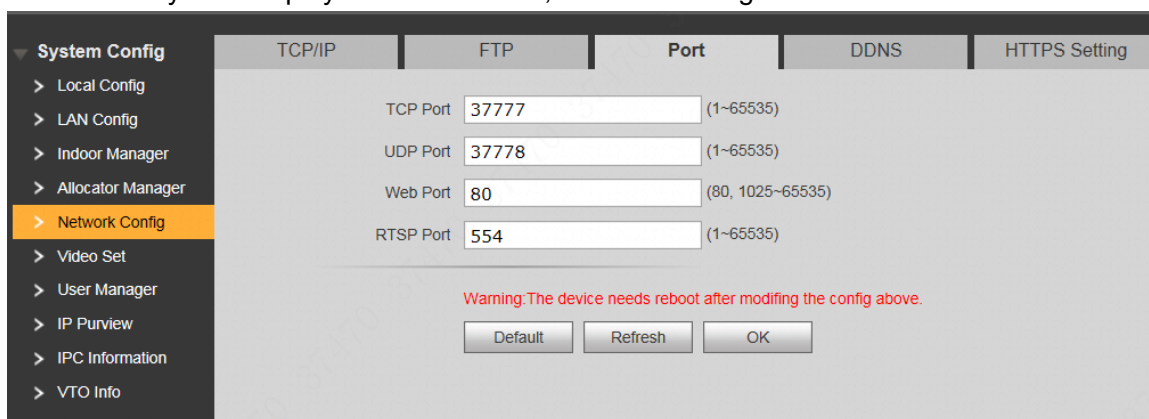 System Config
Local Config
LAN Config
Indoor Manager
Allocator Manager
Network Config
Video Set
User Manager
IP Purview
IPC Information
VTO Info
TCP/IP FTP Port DDNS HTTPS Setting
TCP Port 37777 (1~65535)
UDP Port 37778 (1~65535)
Web Port 80 (80, 1025~65535)
RTSP Port 554 (1~65535)
Warning:The device needs reboot after modifing the config above.
Default Refresh OK